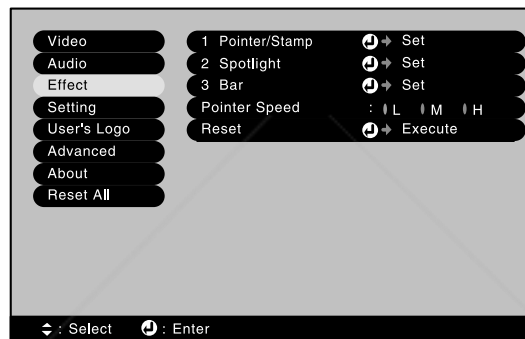 Video
Audio
Effect
Setting
User's Logo
Advanced
About
Reset All
1 Pointer/Stamp Set
2 Spotlight Set
3 Bar Set
Pointer Speed : L M H
Reset Execute
: Select : Enter